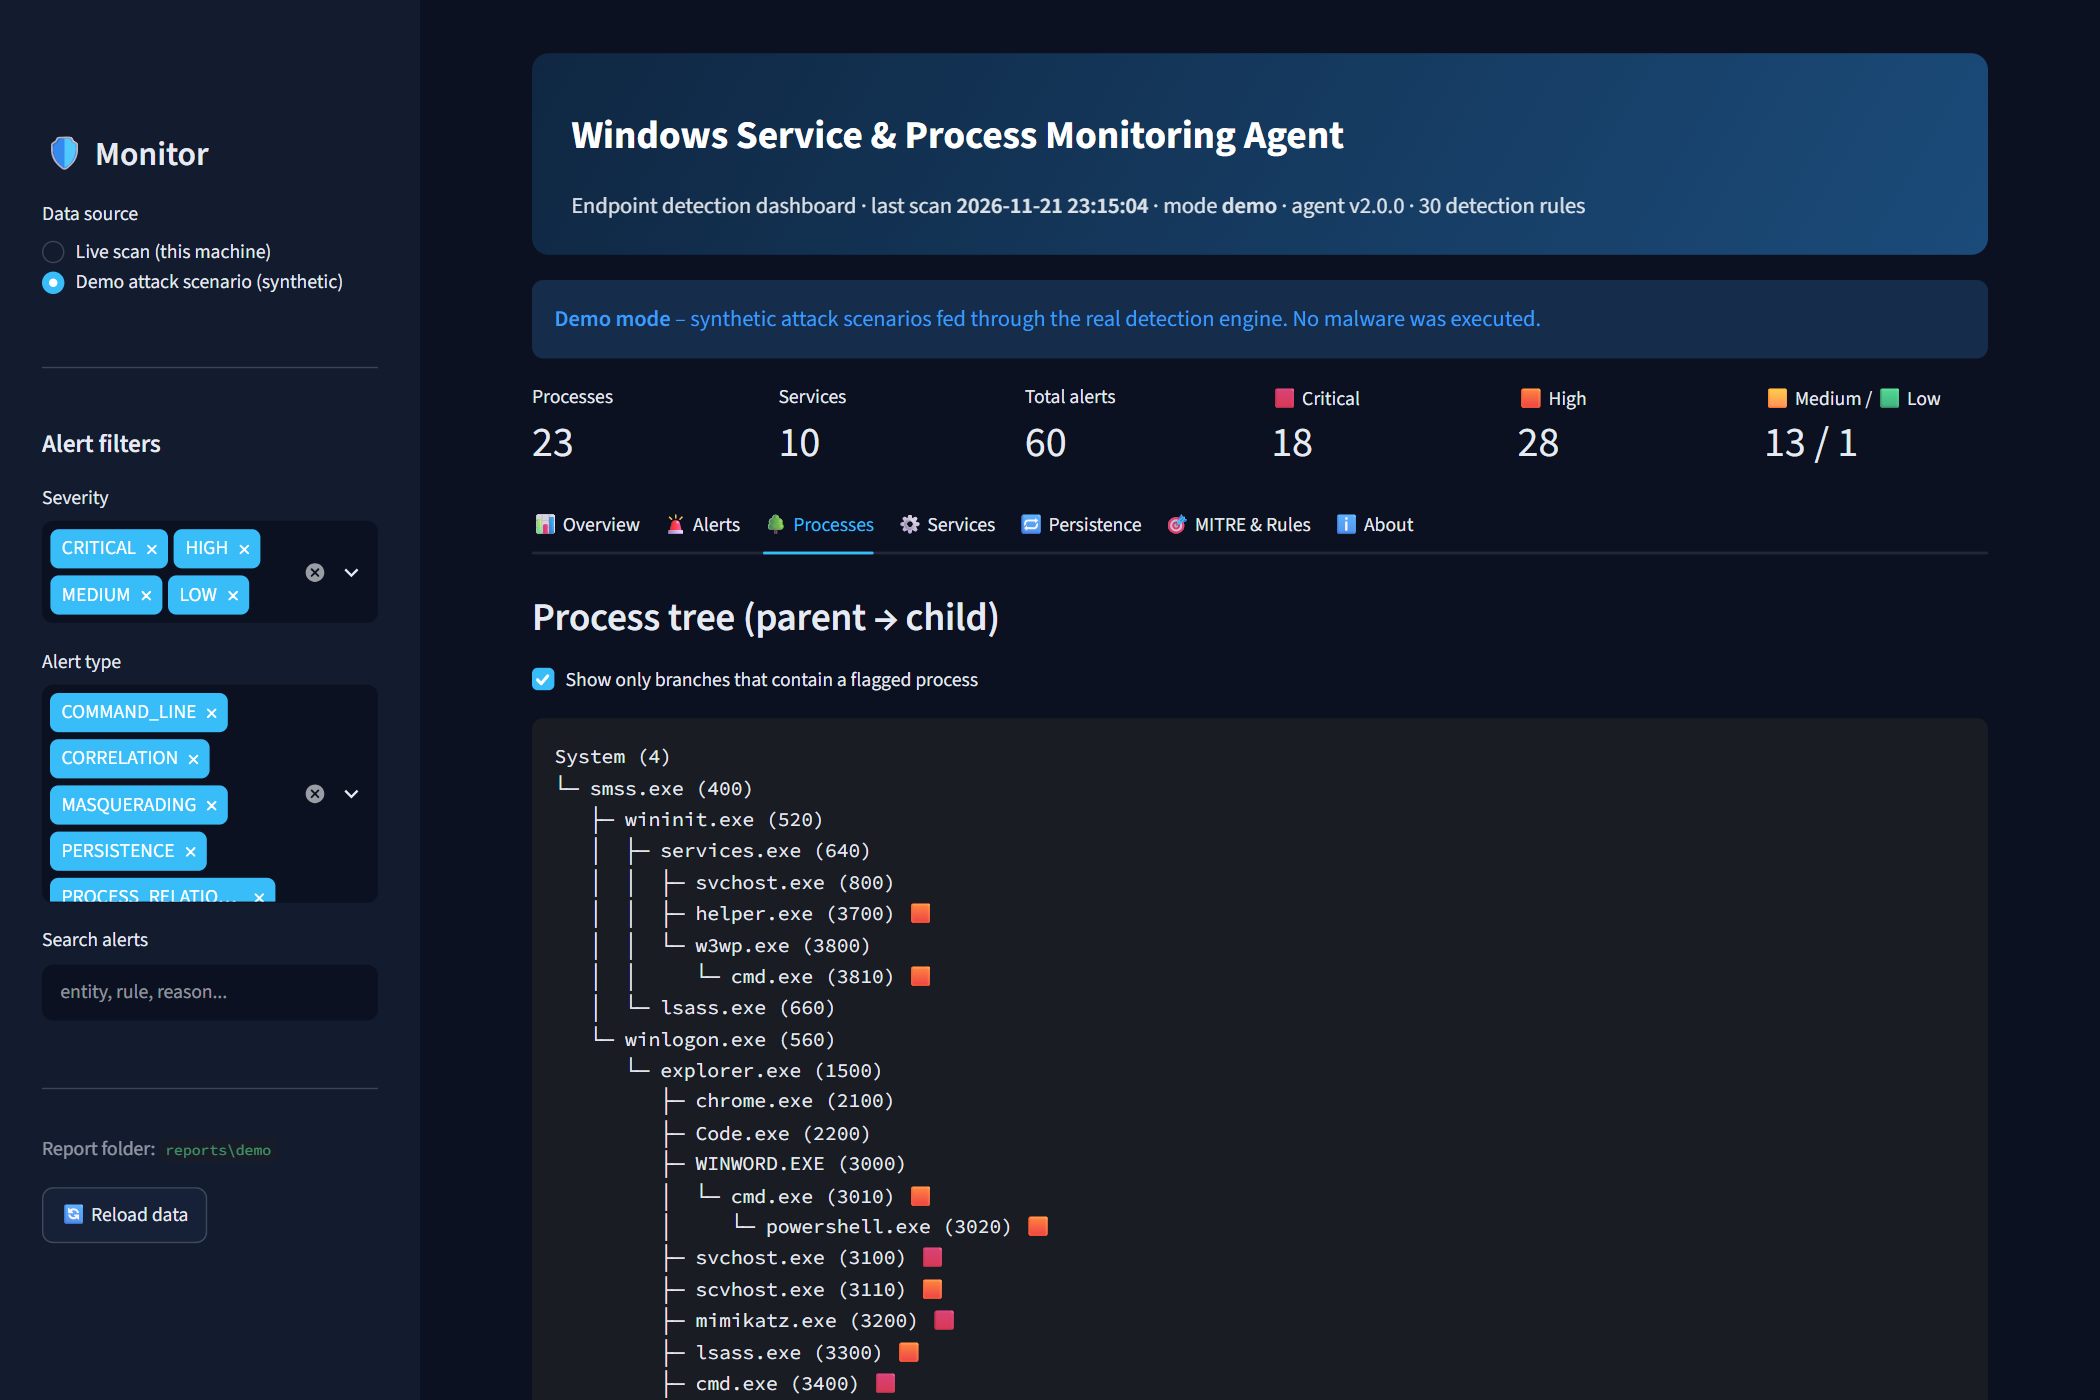 Monitor
Data source
Live scan (this machine)
Demo attack scenario (synthetic)
Alert filters
Severity
CRITICAL × HIGH ×
MEDIUM × LOW ×
Alert type
COMMAND_LINE ×
CORRELATION ×
MASQUERADING ×
PERSISTENCE ×
PROCESS_RELATIO... ×
Search alerts
entity, rule, reason...
Report folder: reports\demo
Reload data
Windows Service & Process Monitoring Agent
Endpoint detection dashboard · last scan 2026-11-21 23:15:04 · mode demo · agent v2.0.0 · 30 detection rules
Demo mode – synthetic attack scenarios fed through the real detection engine. No malware was executed.
Processes Services Total alerts Critical High Medium / Low
23 10 60 18 28 13 / 1
Overview Alerts Processes Services Persistence MITRE & Rules About
Process tree (parent → child)
Show only branches that contain a flagged process
System (4)
└─ smss.exe (400)
├─ wininit.exe (520)
│ ├─ services.exe (640)
│ │ ├─ svchost.exe (800)
│ │ ├─ helper.exe (3700)
│ │ └─ w3wp.exe (3800)
│ │ └─ cmd.exe (3810)
│ └─ lsass.exe (660)
└─ winlogon.exe (560)
└─ explorer.exe (1500)
├─ chrome.exe (2100)
├─ Code.exe (2200)
├─ WINWORD.EXE (3000)
│ └─ cmd.exe (3010)
│ └─ powershell.exe (3020)
├─ svchost.exe (3100)
├─ scvhost.exe (3110)
├─ mimikatz.exe (3200)
├─ lsass.exe (3300)
├─ cmd.exe (3400)